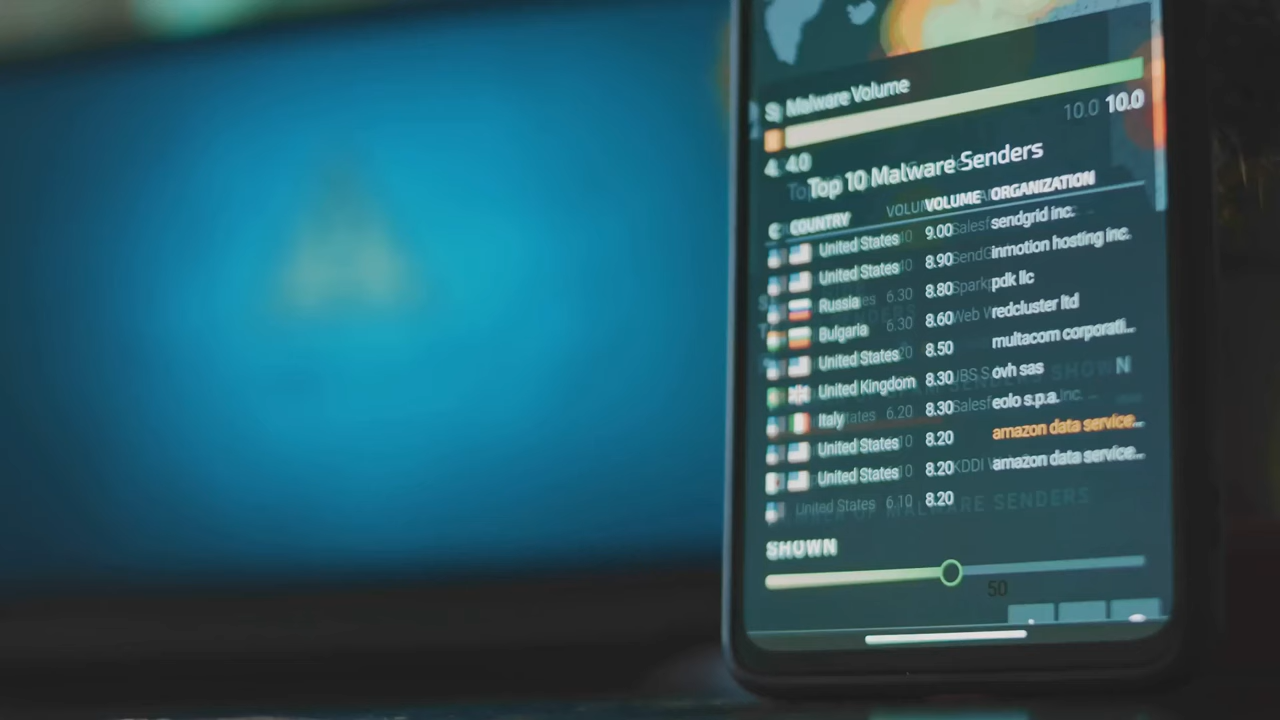 Malware Volume
10.0 10.0
4.0
Top 10 Malware Senders
COUNTRY VOLUME ORGANIZATION
United States 9.00 sendgrid inc.
United States 8.90 inmotion hosting inc.
Russia 6.30 8.80 pdk llc
Bulgaria 6.30 8.60 redcluster ltd
United States 8.50 multacom corporati...
United Kingdom 8.30 ovh sas
Italy 6.20 8.30 eolo s.p.a.
United States 8.20 amazon data service...
United States 8.20 amazon data service...
United States 6.10 8.20
SHOWN
50